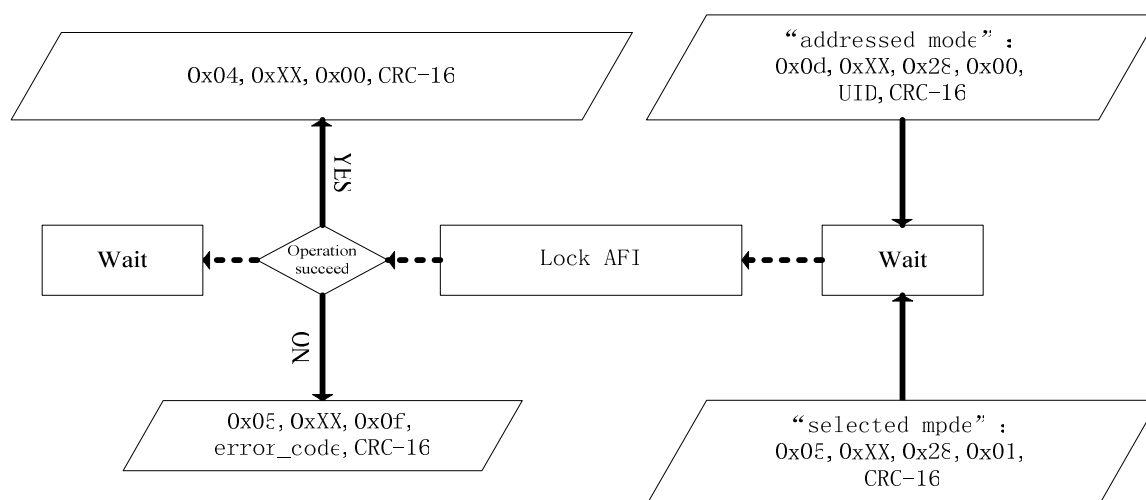 0x04, 0xXX, 0x00, CRC-16
“addressed mode”：
0x0d, 0xXX, 0x28, 0x00,
UID, CRC-16
YES
Wait
Operation
succeed
Lock AFI
Wait
ON
0x05, 0xXX, 0x0f,
error_code, CRC-16
“selected mpde”：
0x05, 0xXX, 0x28, 0x01,
CRC-16